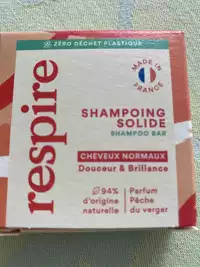 ZÉRO DÉCHET PLASTIQUE
respire
MADE IN FRANCE
SHAMPOING
SOLIDE
SHAMPOO BAR
CHEVEUX NORMAUX
Douceur & Brillance
94%
d'origine
naturelle
Parfum
Pêche
du verger